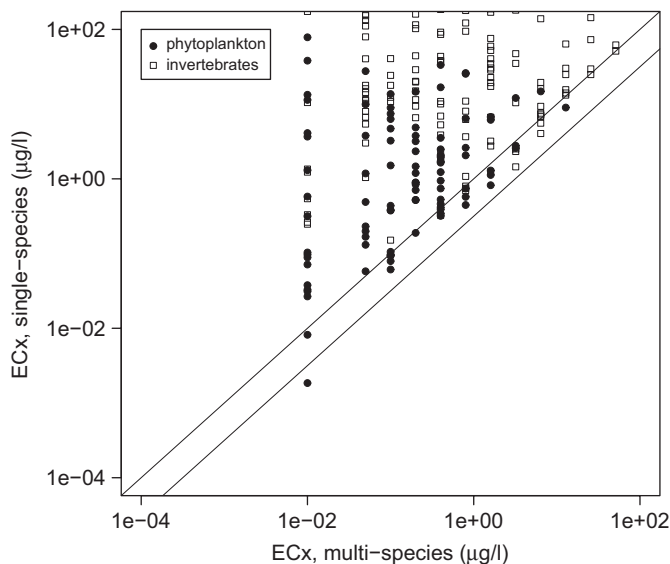 1e+02
phytoplankton
invertebrates
1e+00
1e−02
1e−04
ECx, single−species (μg/l)
1e−04 1e−02 1e+00 1e+02
ECx, multi−species (μg/l)